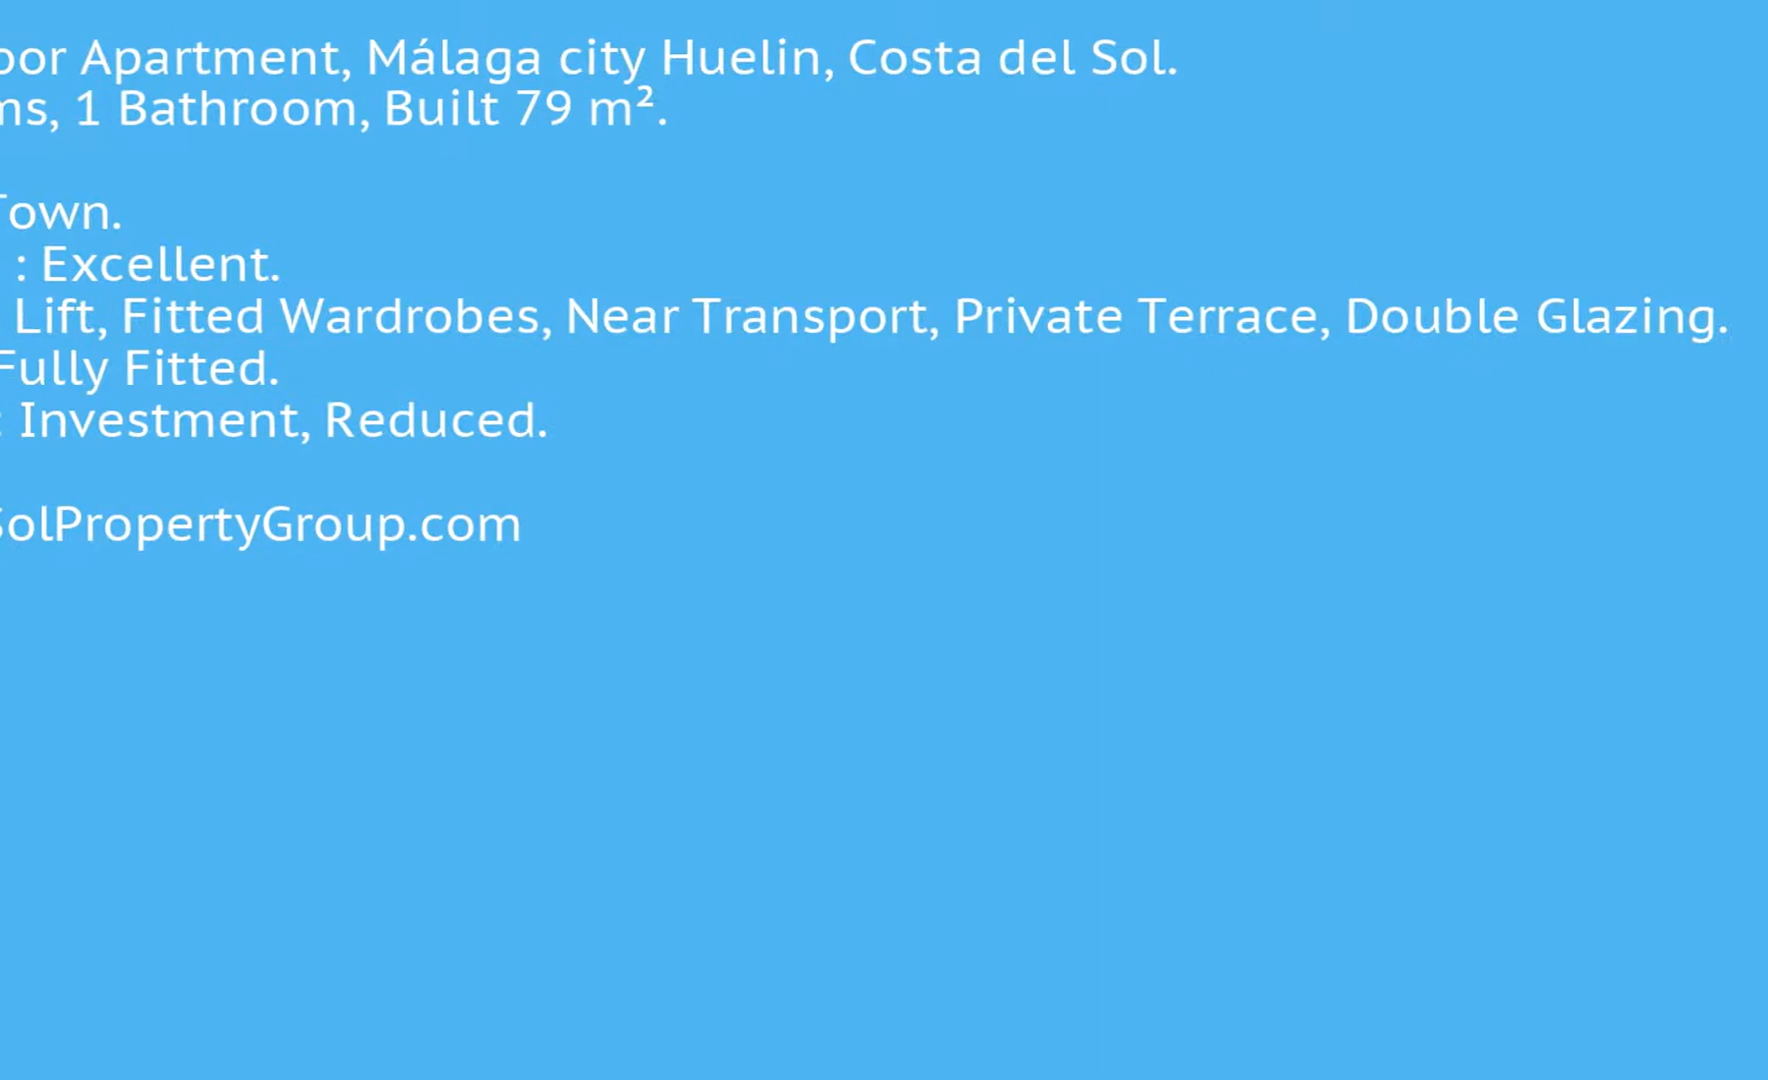 oor Apartment, Málaga city Huelin, Costa del Sol.
ms, 1 Bathroom, Built 79 m².
Town.
: Excellent.
Lift, Fitted Wardrobes, Near Transport, Private Terrace, Double Glazing.
Fully Fitted.
: Investment, Reduced.
SolPropertyGroup.com